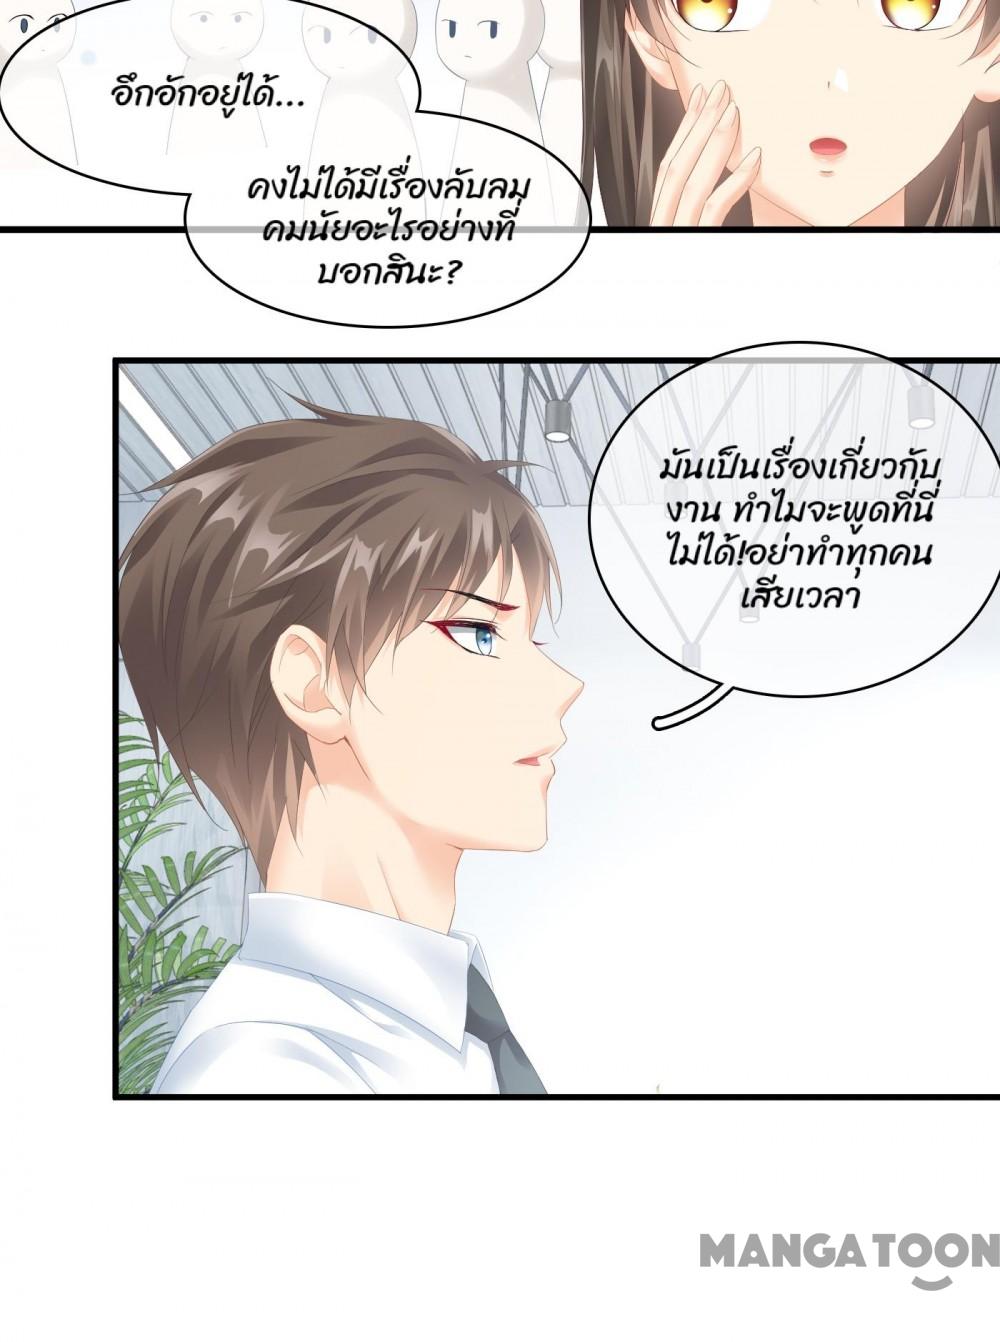 อึกอักอยู่ได้...
คงไม่ได้มีเรื่องลับลม
คมนัยอะไรอย่างที่
บอกสินะ?
มันเป็นเรื่องเกี่ยวกับ
งาน ทำไมจะพูดที่นี่
ไม่ได้!อย่าทำทุกคน
เสียเวลา
MANGATOON